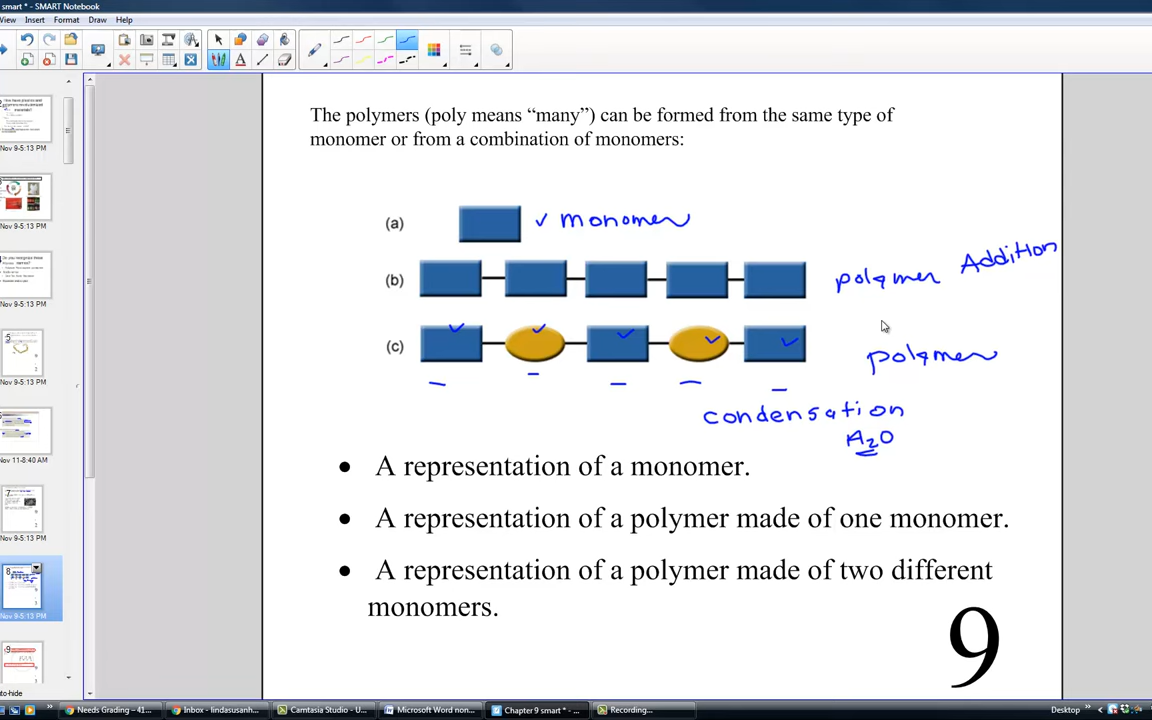 smart * - SMART Notebook
View Insert Format Draw Help
The polymers (poly means “many”) can be formed from the same type of
monomer or from a combination of monomers:
(a) ✓ monomer
(b) polymer Addition
(c) polymer
condensation
H2O
• A representation of a monomer.
• A representation of a polymer made of one monomer.
• A representation of a polymer made of two different
monomers.
9
Nov 9-5:13 PM
Nov 9-5:13 PM
Nov 9-5:13 PM
Nov 9-5:13 PM
Nov 11-8:40 AM
Nov 9-5:13 PM
Nov 9-5:13 PM
uto-hide
Needs Grading – 41... Inbox - lindasusanh... Camtasia Studio - U... Microsoft Word non... Chapter 9 smart * - ... Recording... Desktop